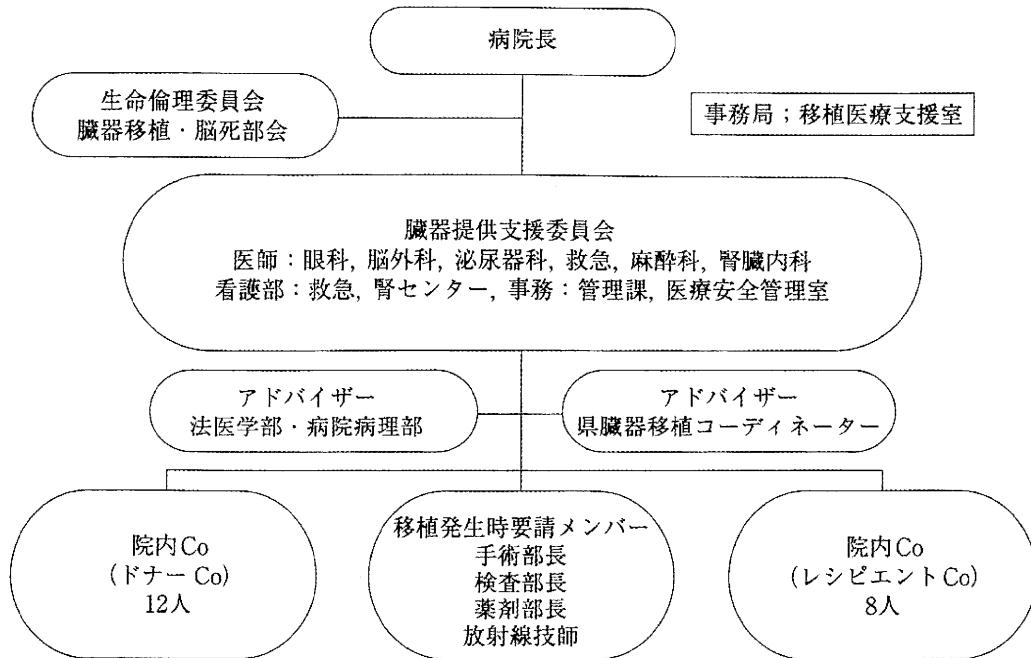 病院長
生命倫理委員会
臓器移植・脳死部会
事務局；移植医療支援室
臓器提供支援委員会
医師：眼科, 脳外科, 泌尿器科, 救急, 麻酔科, 腎臓内科
看護部：救急, 腎センター, 事務：管理課, 医療安全管理室
アドバイザー
法医学部・病院病理部
アドバイザー
県臓器移植コーディネーター
院内Co
(ドナーCo)
12人
移植発生時要請メンバー
手術部長
検査部長
薬剤部長
放射線技師
院内Co
(レシピエントCo)
8人